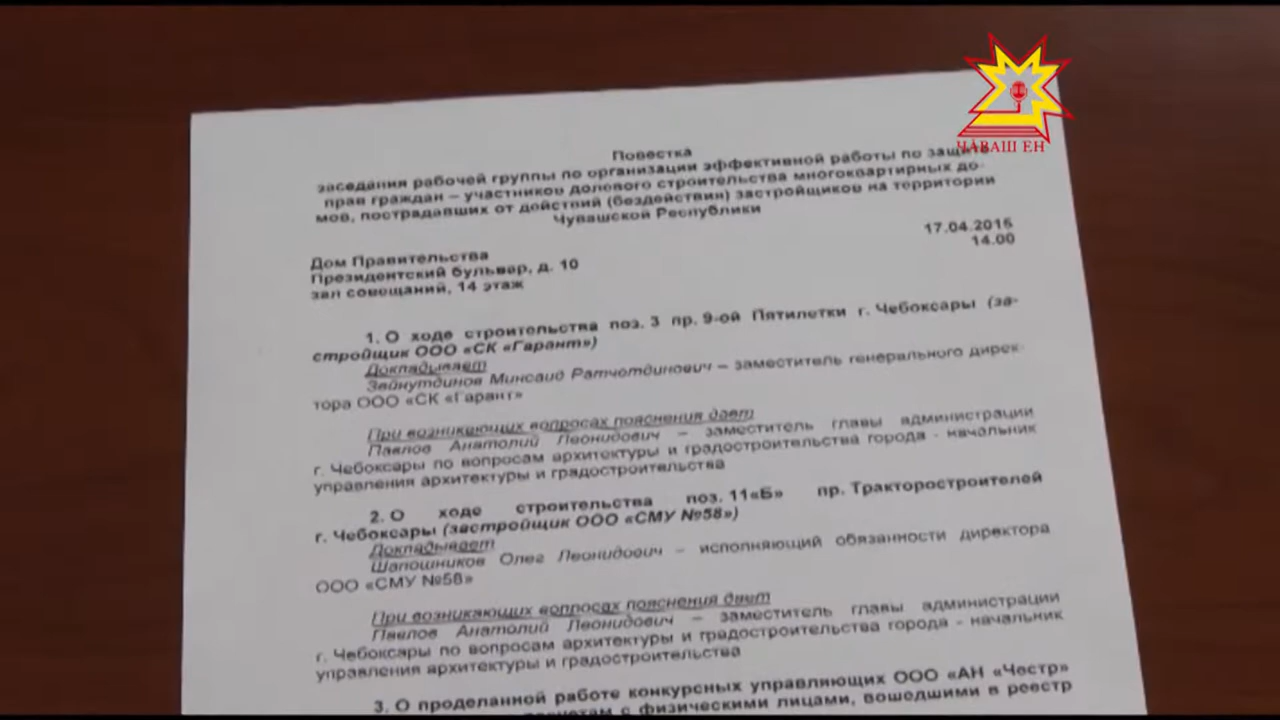 ЧӐВАШ ЕН
Повестка
заседания рабочей группы по организации эффективной работы по защите
прав граждан – участников долевого строительства многоквартирных до-
мов, пострадавших от действий (бездействия) застройщиков на территории
Чувашской Республики
17.04.2015
14.00
Дом Правительства
Президентский бульвар, д. 10
зал совещаний, 14 этаж
1. О ходе строительства поз. 3 пр. 9-ой Пятилетки г. Чебоксары (за-
стройщик ООО «СК «Гарант»)
Докладывает
Зейнутдинов Минсаид Ратчетдинович – заместитель генерального дирек-
тора ООО «СК «Гарант»
При возникающих вопросах пояснения дает
Павлов Анатолий Леонидович – заместитель главы администрации
г. Чебоксары по вопросам архитектуры и градостроительства города - начальник
управления архитектуры и градостроительства
2. О ходе строительства поз. 11«Б» пр. Тракторостроителей
г. Чебоксары (застройщик ООО «СМУ №58»)
Докладывает
Шапошников Олег Леонидович – исполняющий обязанности директора
ООО «СМУ №58»
При возникающих вопросах пояснения дает
Павлов Анатолий Леонидович – заместитель главы администрации
г. Чебоксары по вопросам архитектуры и градостроительства города - начальник
управления архитектуры и градостроительства
3. О проделанной работе конкурсных управляющих ООО «АН «Честр»
с физическими лицами, вошедшими в реестр